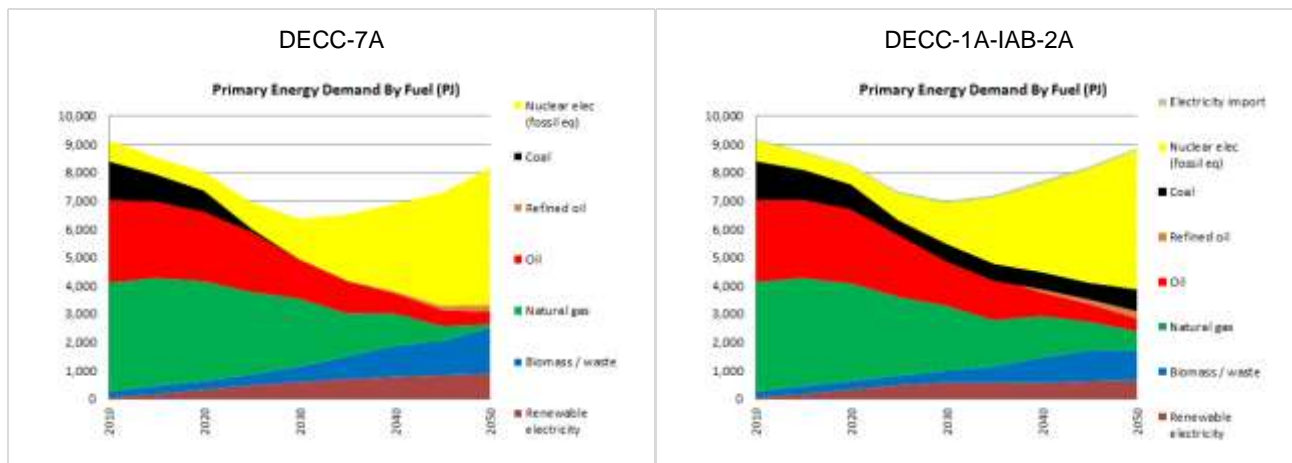 DECC-7A
Primary Energy Demand By Fuel (PJ)
10,000
9,000
8,000
7,000
6,000
5,000
4,000
3,000
2,000
1,000
0
2010
2020
2030
2040
2050
Nuclear elec
(fossil eq)
Coal
Refined oil
Oil
Natural gas
Biomass / waste
Renewable
electricity
DECC-1A-IAB-2A
Primary Energy Demand By Fuel (PJ)
10,000
9,000
8,000
7,000
6,000
5,000
4,000
3,000
2,000
1,000
0
2010
2020
2030
2040
2050
Electricity import
Nuclear elec
(fossil eq)
Coal
Refined oil
Oil
Natural gas
Biomass / waste
Renewable
electricity